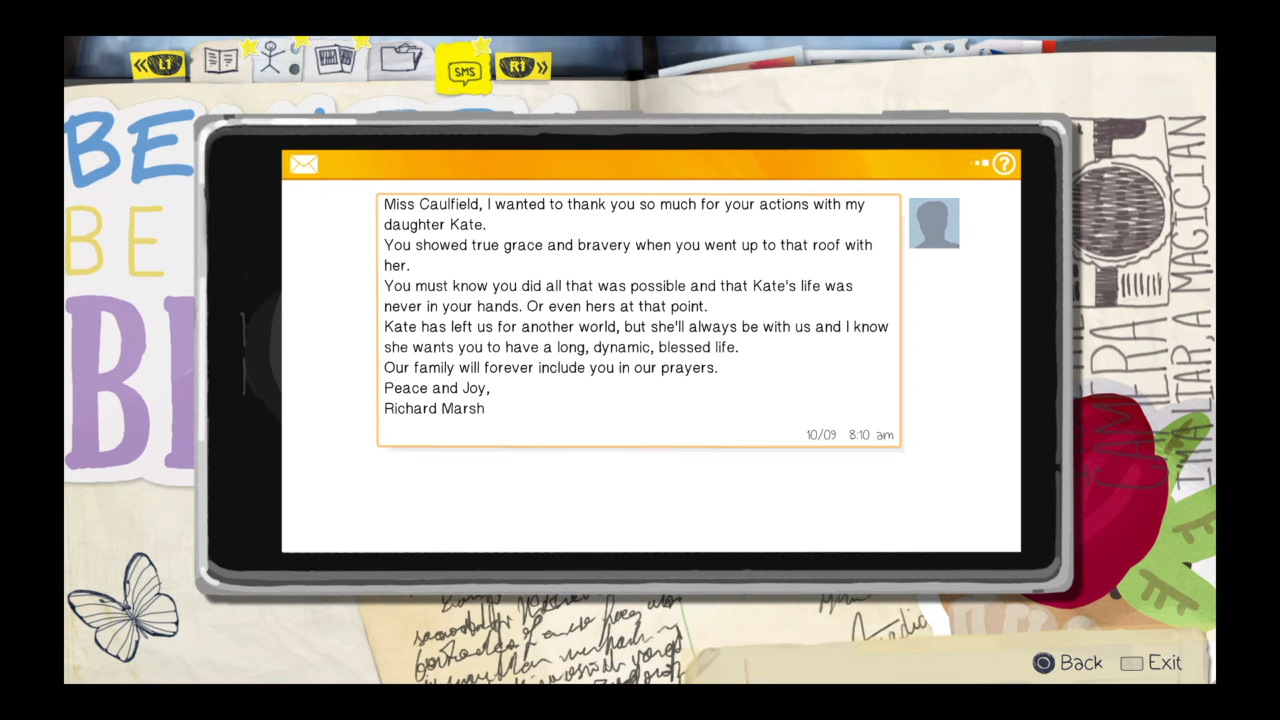 L1
SMS
R1
BE
BE
Miss Caulfield, I wanted to thank you so much for your actions with my
daughter Kate.
You showed true grace and bravery when you went up to that roof with
her.
You must know you did all that was possible and that Kate's life was
never in your hands. Or even hers at that point.
Kate has left us for another world, but she'll always be with us and I know
she wants you to have a long, dynamic, blessed life.
Our family will forever include you in our prayers.
Peace and Joy,
Richard Marsh
10/09 8:10 am
CAMERA
LIAR, A MAGICIAN
Back
Exit